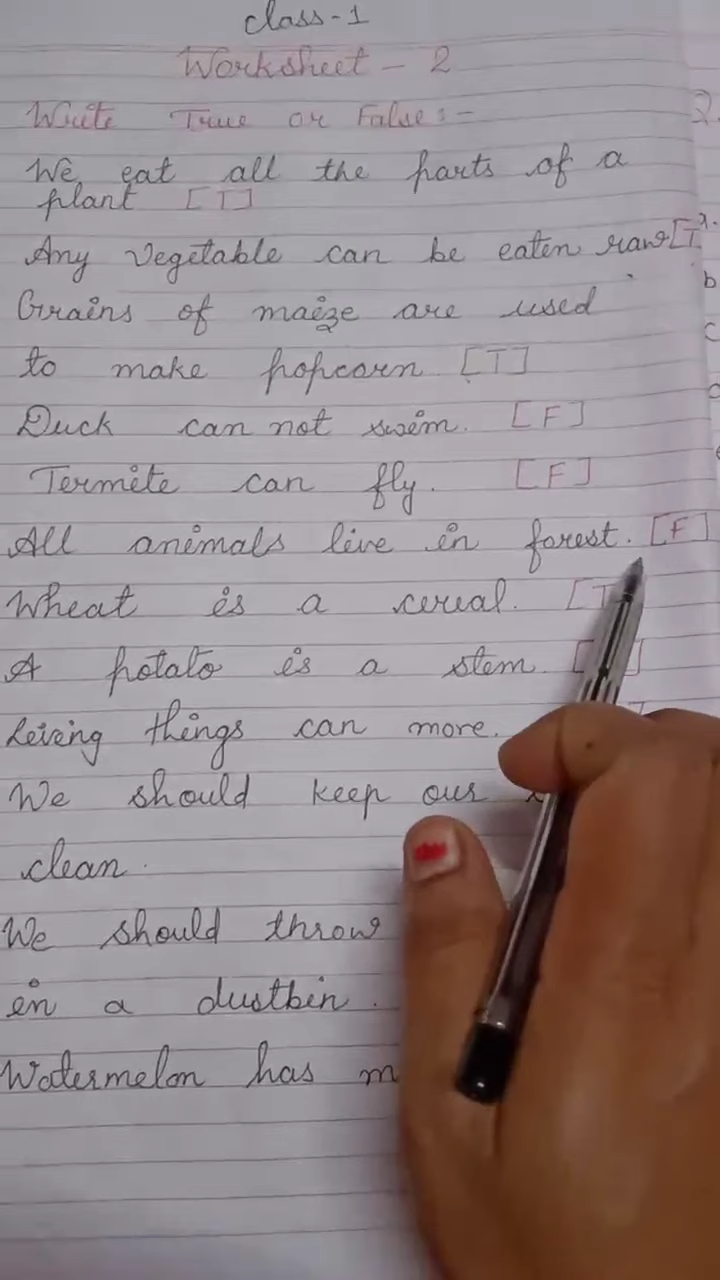 Class-1
Worksheet - 2
Write True or False :-
We eat all the parts of a
plant [T]
Any vegetable can be eaten raw [T
Grains of maize are used
to make popcorn [T]
Duck can not swim. [F]
Termite can fly. [F]
All animals live in forest. [F]
Wheat is a cereal. [T
A potato is a stem. [ ]
Living things can more.
We should keep our
clean.
We should throw
in a dustbin.
Watermelon has m
2.
a.
b
c